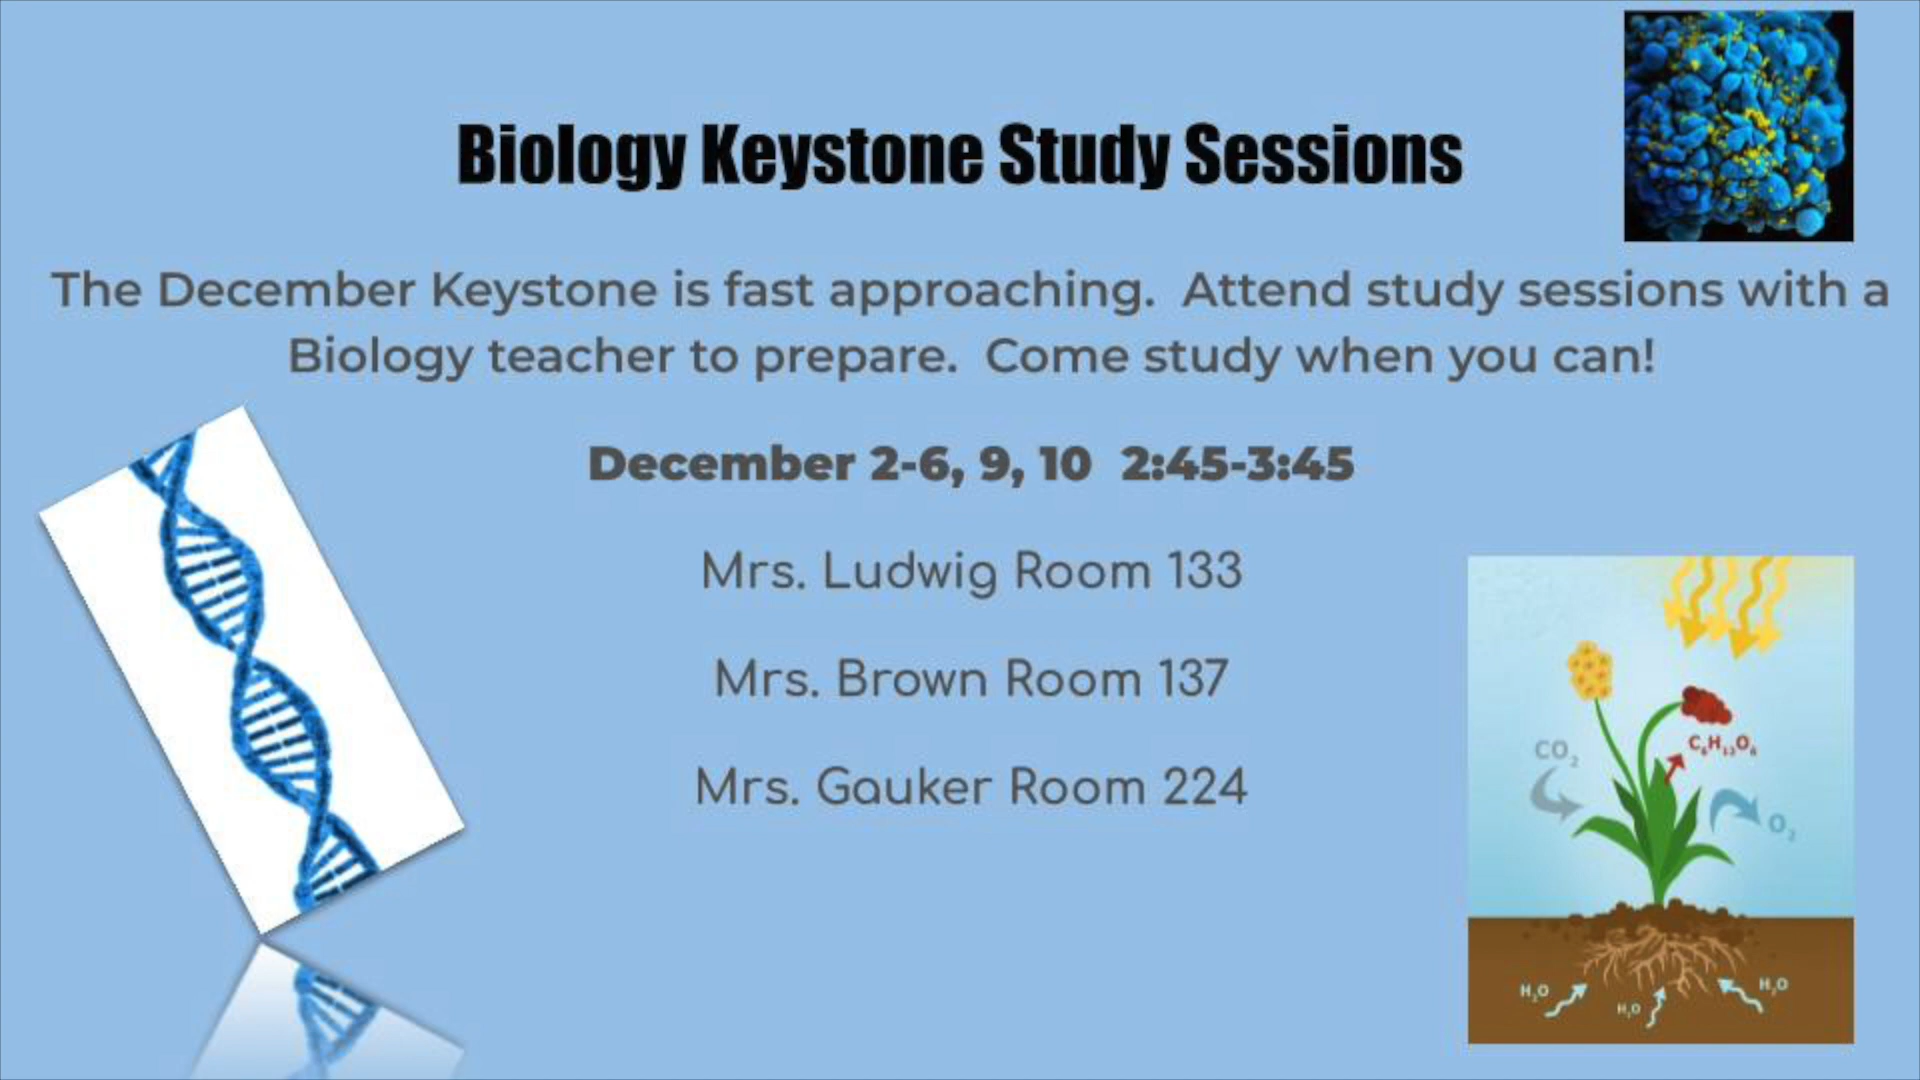 Biology Keystone Study Sessions
The December Keystone is fast approaching.  Attend study sessions with a
Biology teacher to prepare.  Come study when you can!
December 2-6, 9, 10  2:45-3:45
Mrs. Ludwig Room 133
Mrs. Brown Room 137
Mrs. Gauker Room 224
CO₂
C₆H₁₂O₆
O₂
H₂O
H₂O
H₂O